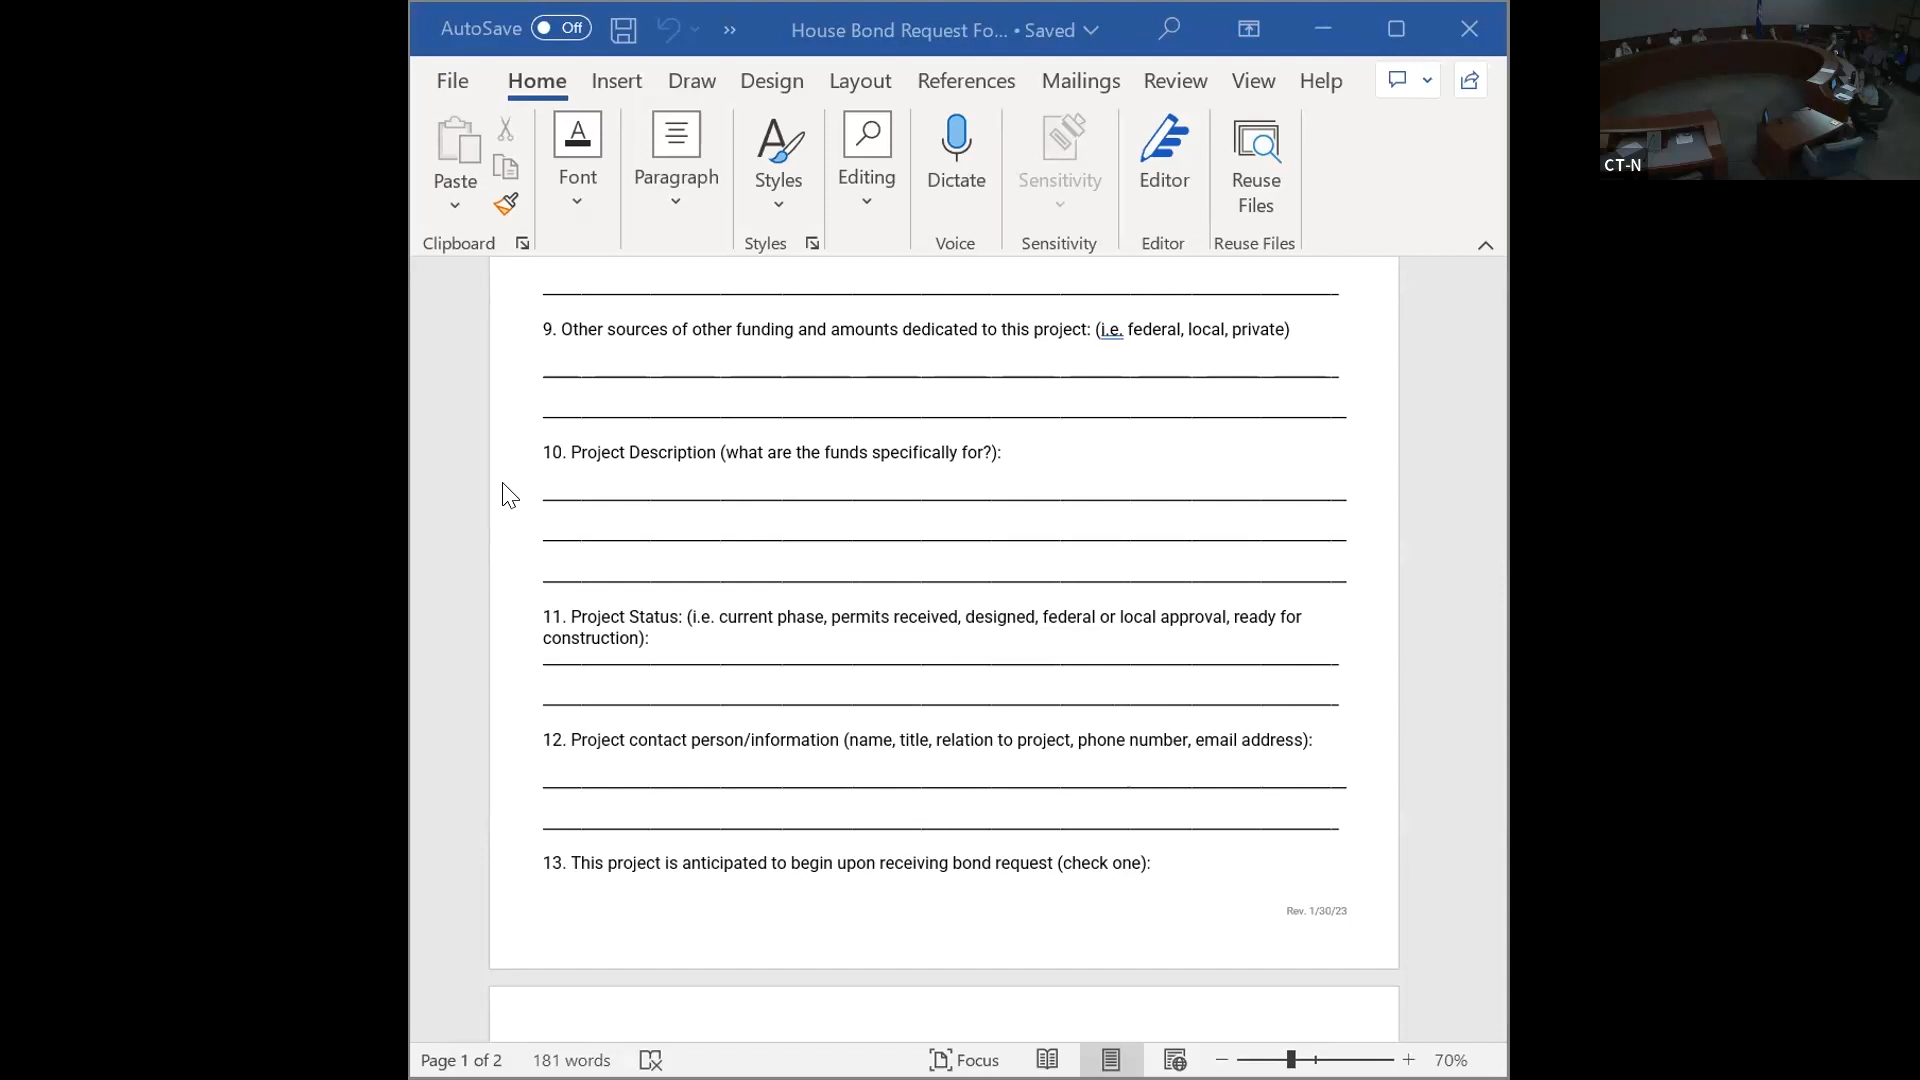 AutoSave Off House Bond Request Fo... • Saved
File Home Insert Draw Design Layout References Mailings Review View Help
Paste Font Paragraph Styles Editing Dictate Sensitivity Editor Reuse Files
Clipboard Styles Voice Sensitivity Editor Reuse Files
CT-N
9. Other sources of other funding and amounts dedicated to this project: (i.e. federal, local, private)
10. Project Description (what are the funds specifically for?):
11. Project Status: (i.e. current phase, permits received, designed, federal or local approval, ready for
construction):
12. Project contact person/information (name, title, relation to project, phone number, email address):
13. This project is anticipated to begin upon receiving bond request (check one):
Rev. 1/30/23
Page 1 of 2 181 words Focus 70%